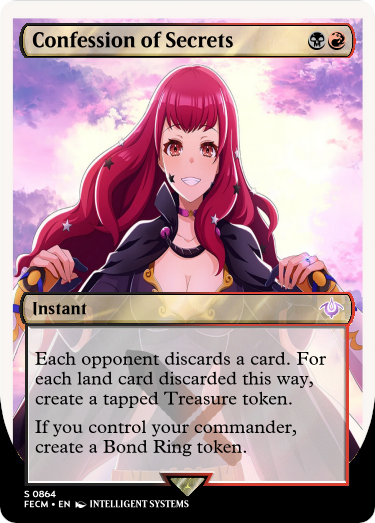 Confession of Secrets
Instant
Each opponent discards a card. For
each land card discarded this way,
create a tapped Treasure token.
If you control your commander,
create a Bond Ring token.
S 0864
FECM • EN INTELLIGENT SYSTEMS